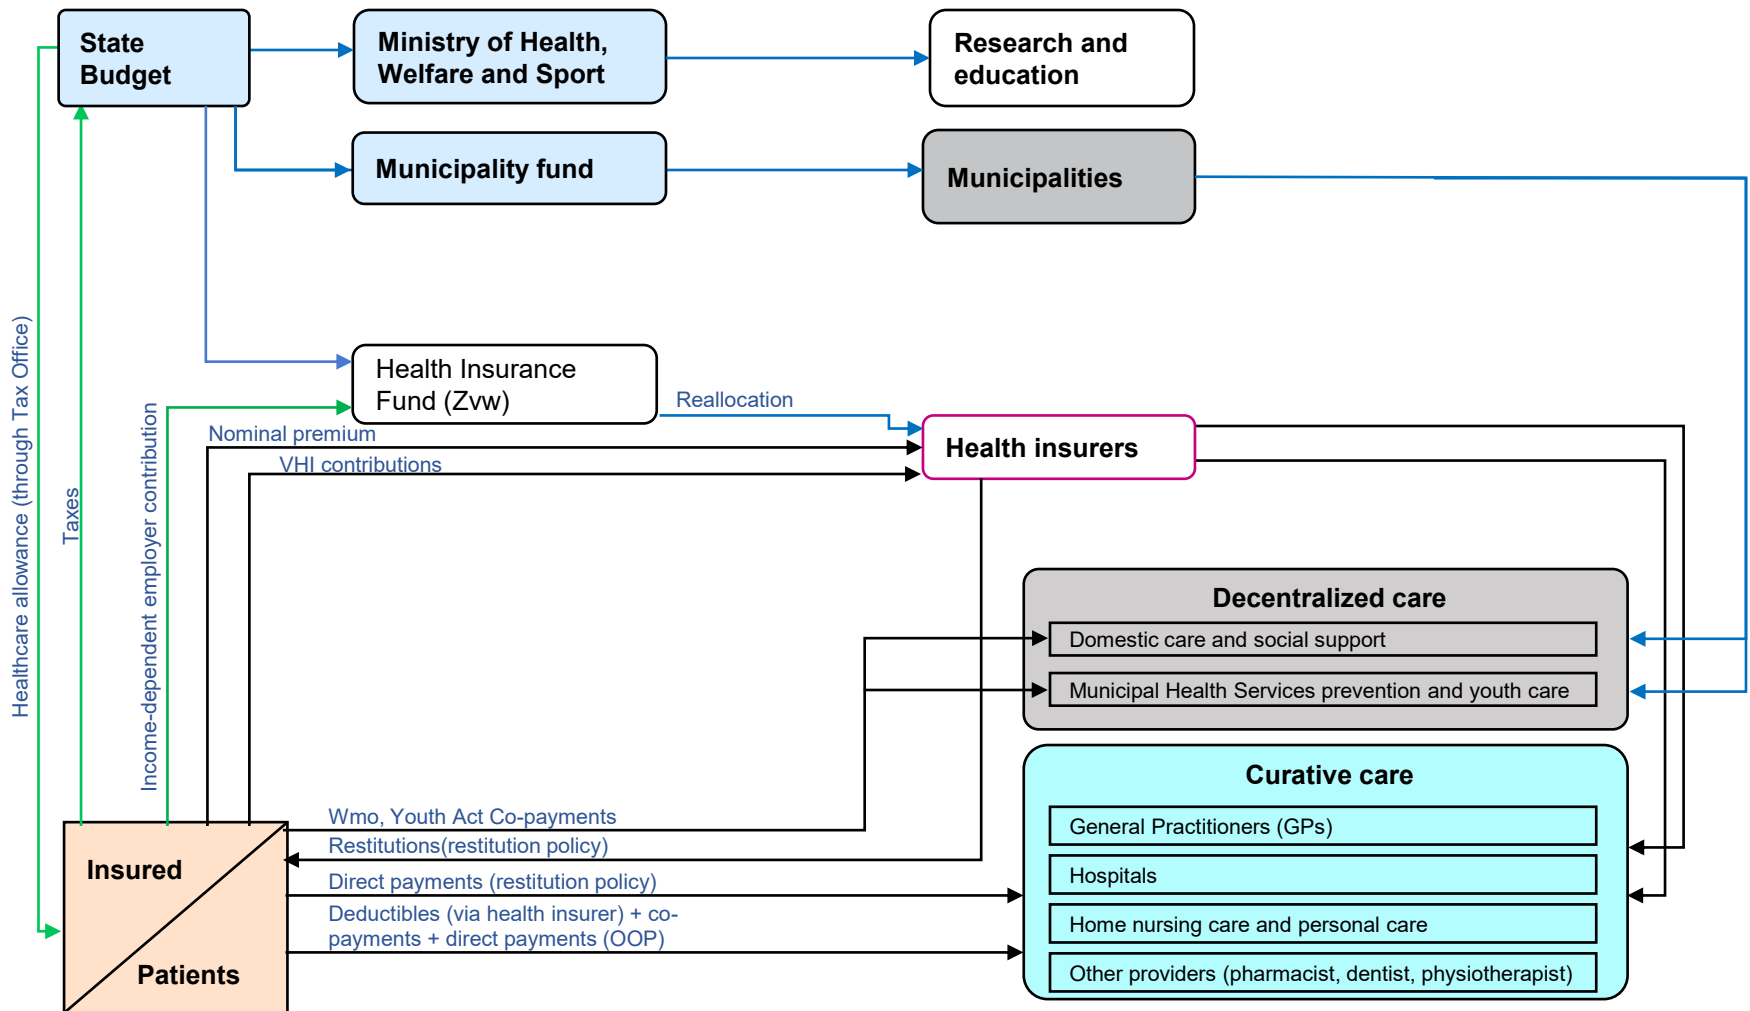 State
Budget
Ministry of Health,
Welfare and Sport
Research and
education
Municipality fund
Municipalities
Healthcare allowance (through Tax Office)
Taxes
Income-dependent employer contribution
Health Insurance
Fund (Zvw)
Reallocation
Nominal premium
VHI contributions
Health insurers
Decentralized care
Domestic care and social support
Municipal Health Services prevention and youth care
Curative care
General Practitioners (GPs)
Hospitals
Home nursing care and personal care
Other providers (pharmacist, dentist, physiotherapist)
Wmo, Youth Act Co-payments
Restitutions(restitution policy)
Direct payments (restitution policy)
Deductibles (via health insurer) + co-
payments + direct payments (OOP)
Insured
Patients